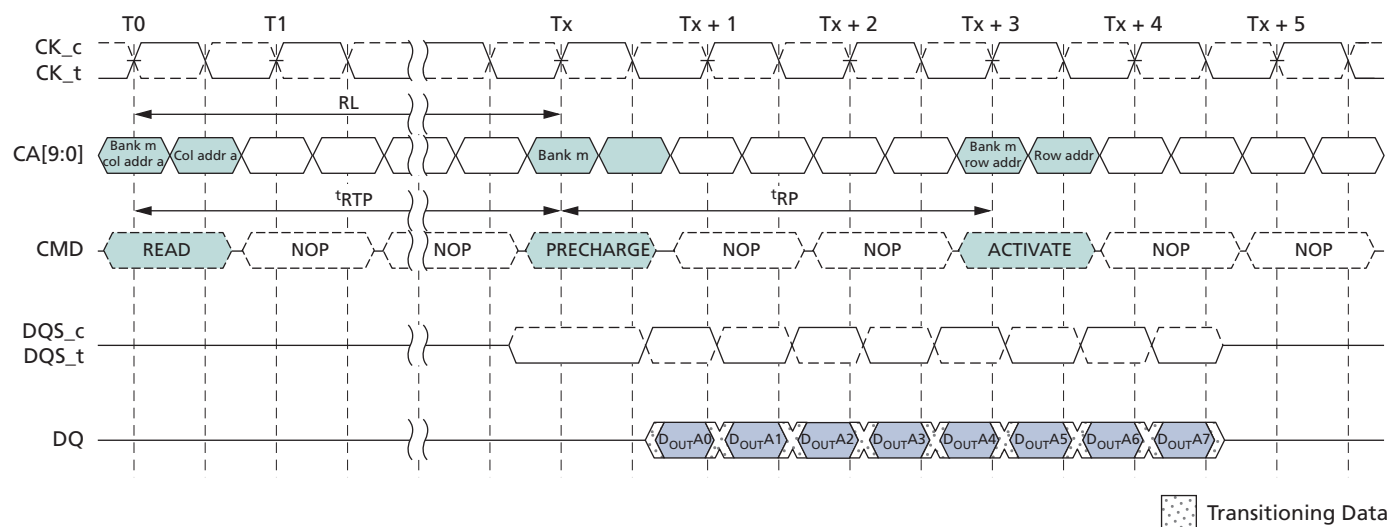 T0 T1 Tx Tx + 1 Tx + 2 Tx + 3 Tx + 4 Tx + 5
CK_c
CK_t
RL
CA[9:0] Bank m col addr a Col addr a Bank m Bank m row addr Row addr
tRTP tRP
CMD READ NOP NOP PRECHARGE NOP NOP ACTIVATE NOP NOP
DQS_c
DQS_t
DQ DOUTA0 DOUTA1 DOUTA2 DOUTA3 DOUTA4 DOUTA5 DOUTA6 DOUTA7
Transitioning Data